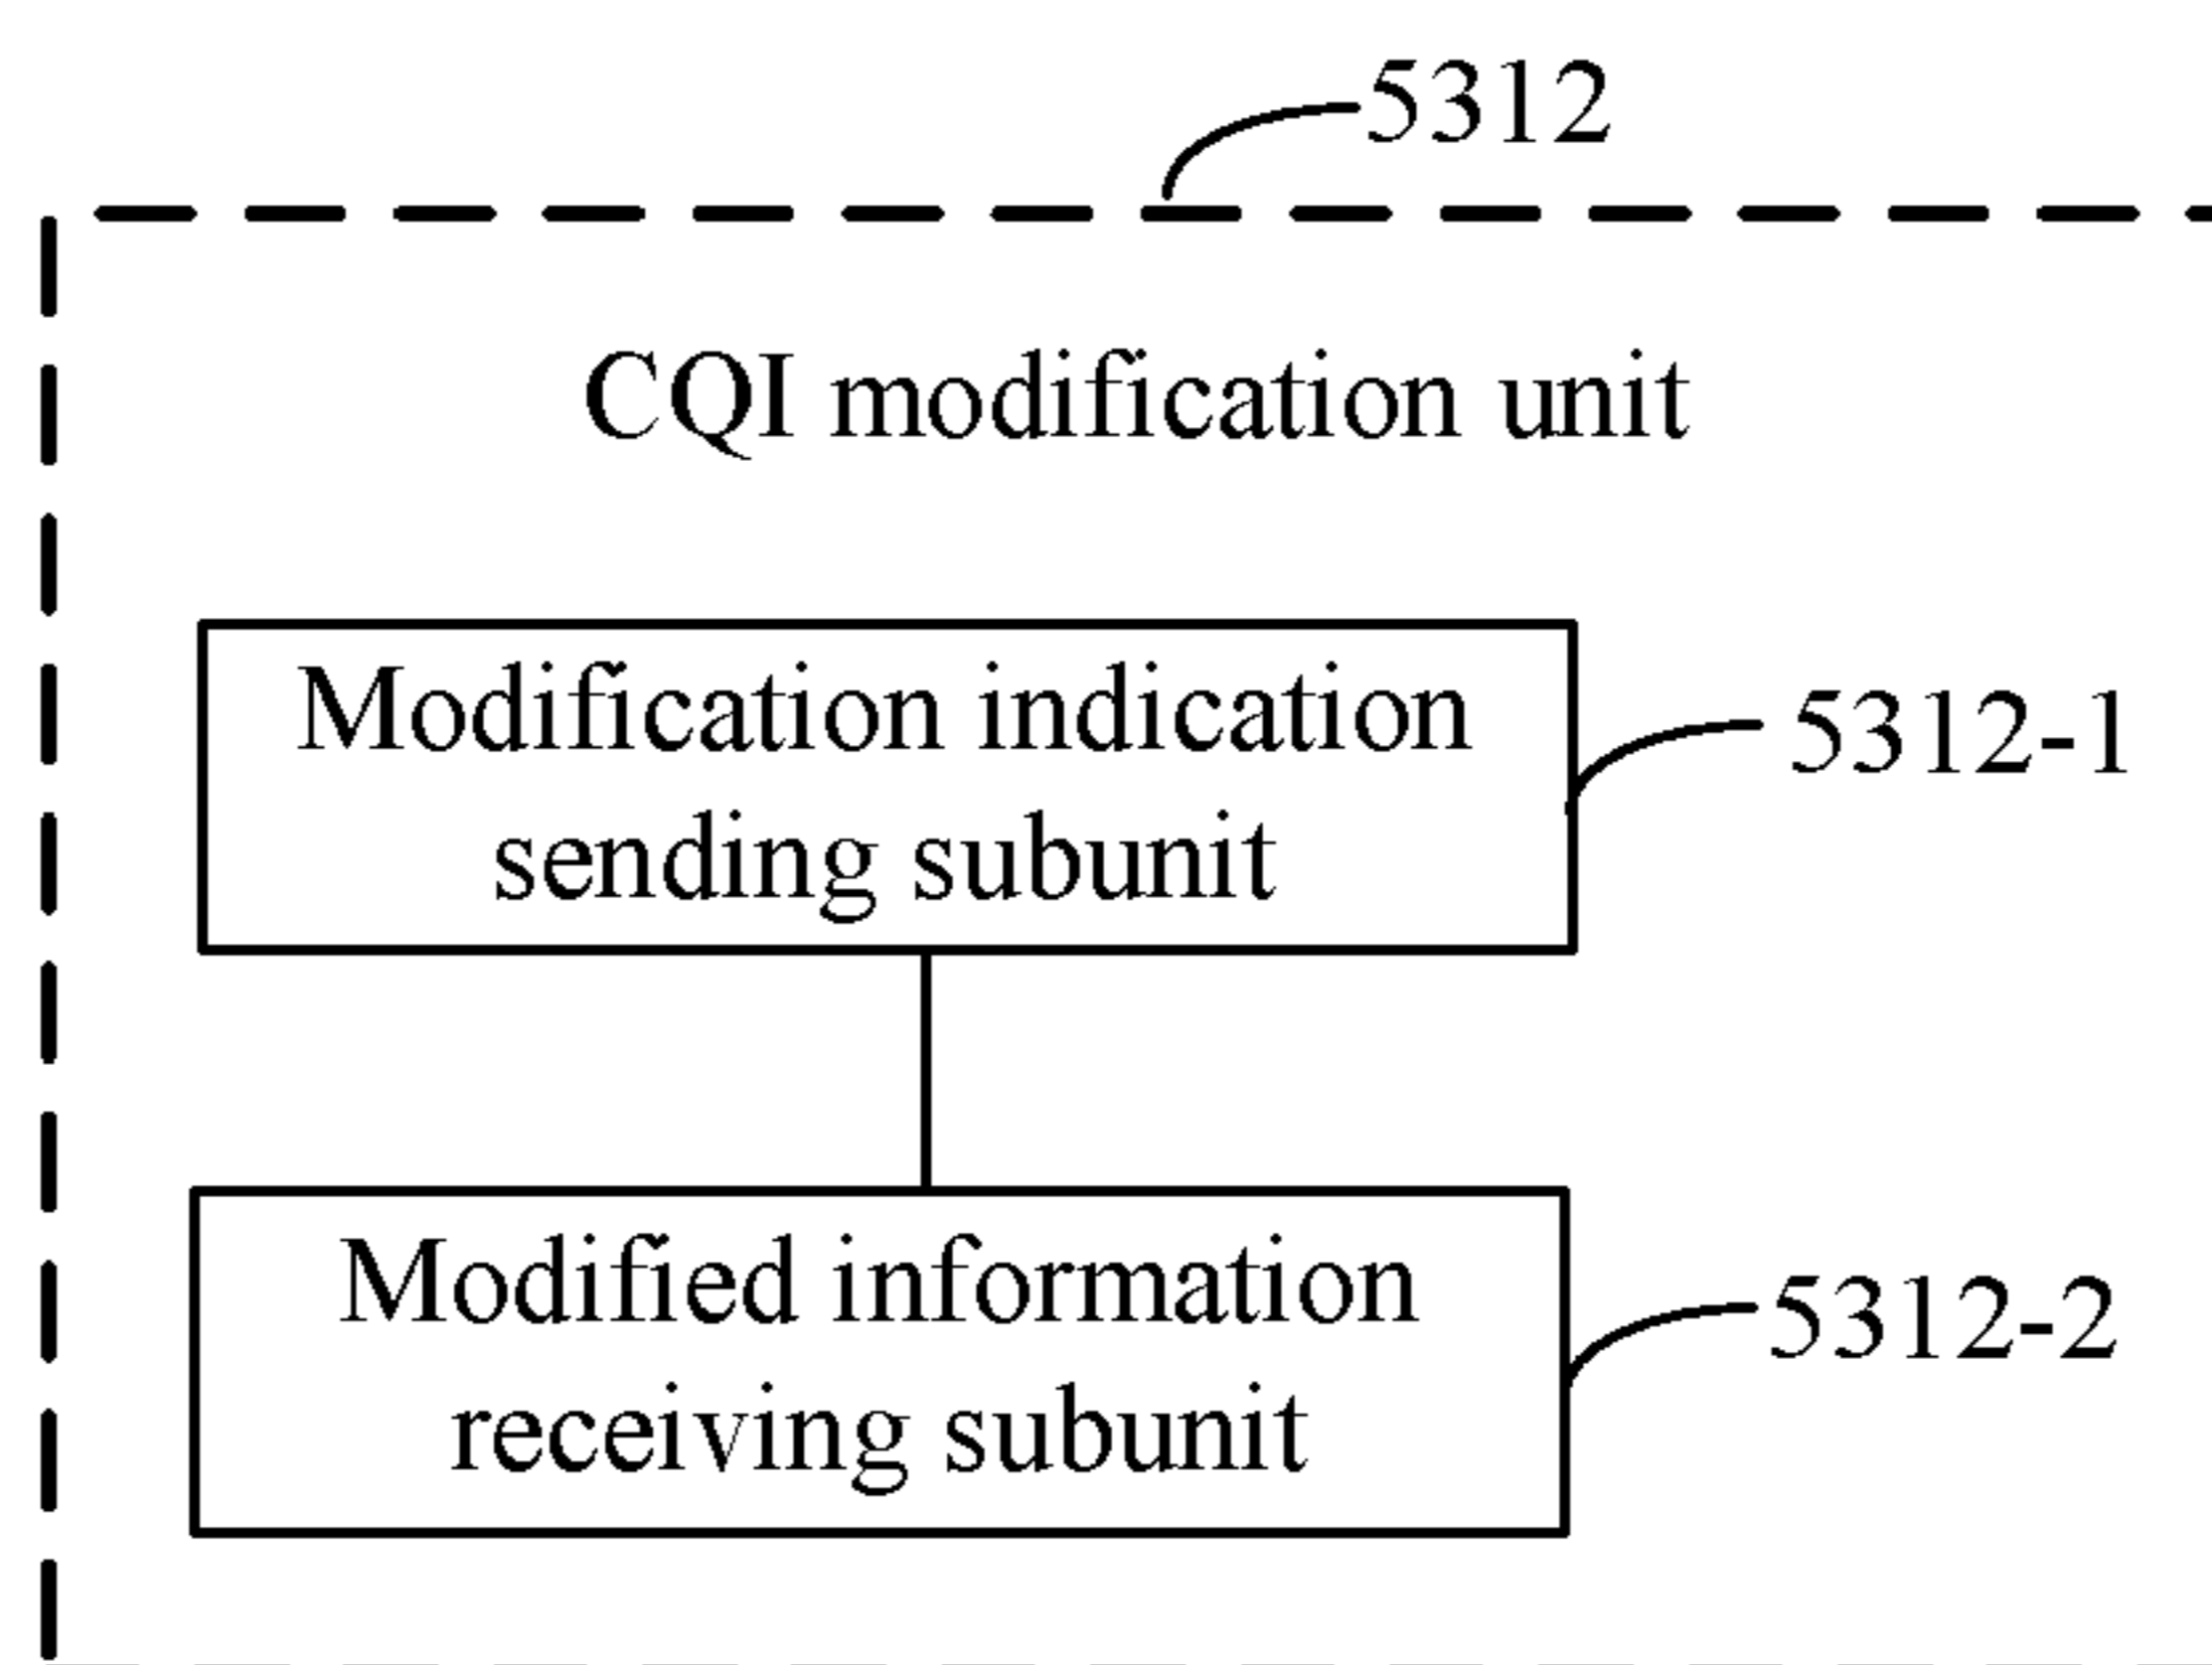 5312
CQI modification unit
Modification indication
sending subunit
5312-1
Modified information
receiving subunit
5312-2